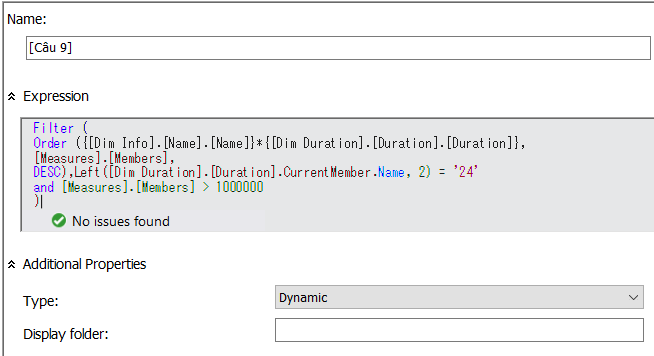 Name:
[Câu 9]
Expression
Filter (
Order ({[Dim Info].[Name].[Name]}*{[Dim Duration].[Duration].[Duration]},
[Measures].[Members],
DESC),Left([Dim Duration].[Duration].CurrentMember.Name, 2) = '24'
and [Measures].[Members] > 1000000
)
No issues found
Additional Properties
Type:
Dynamic
Display folder: